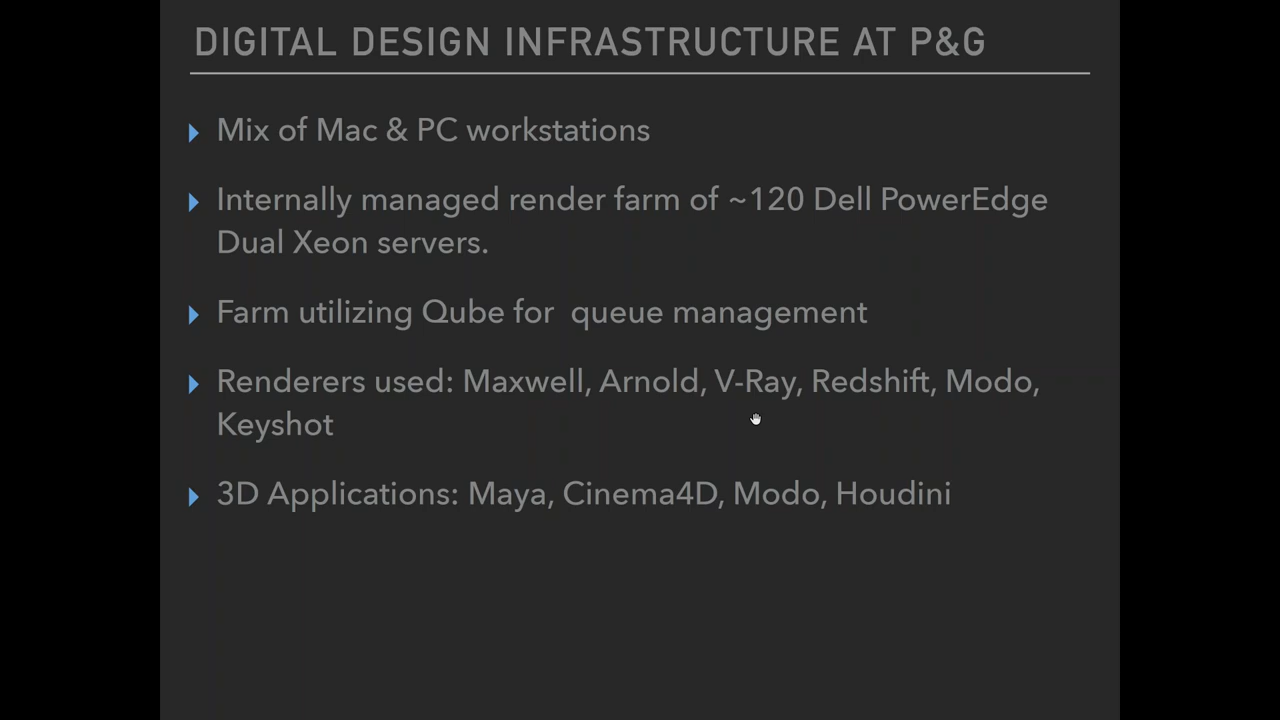 DIGITAL DESIGN INFRASTRUCTURE AT P&G
Mix of Mac & PC workstations
Internally managed render farm of ~120 Dell PowerEdge
Dual Xeon servers.
Farm utilizing Qube for  queue management
Renderers used: Maxwell, Arnold, V-Ray, Redshift, Modo,
Keyshot
3D Applications: Maya, Cinema4D, Modo, Houdini